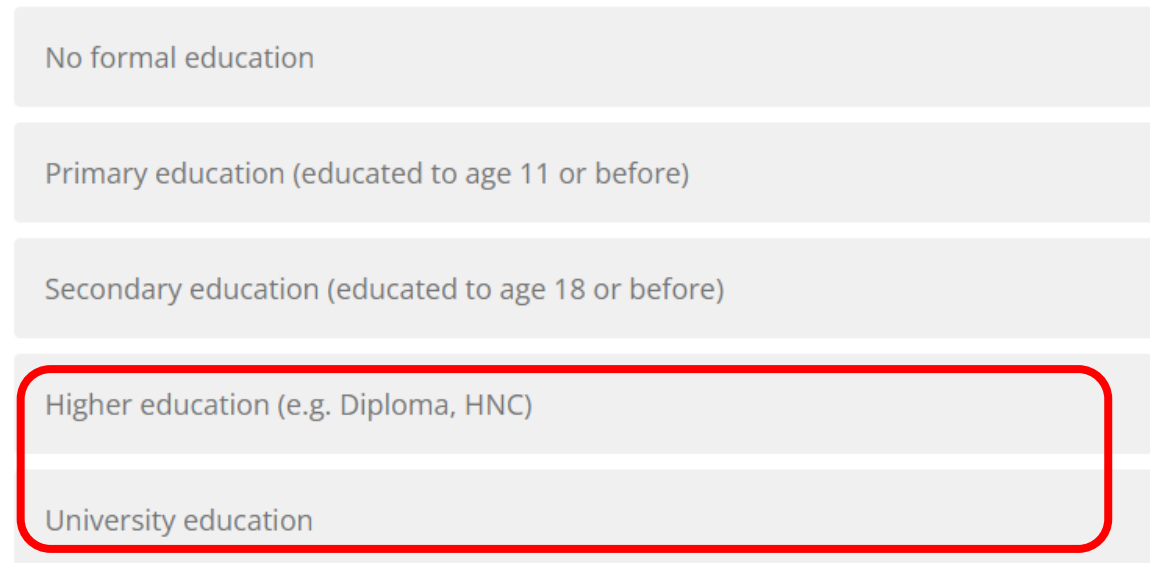 No formal education
Primary education (educated to age 11 or before)
Secondary education (educated to age 18 or before)
Higher education (e.g. Diploma, HNC)
University education